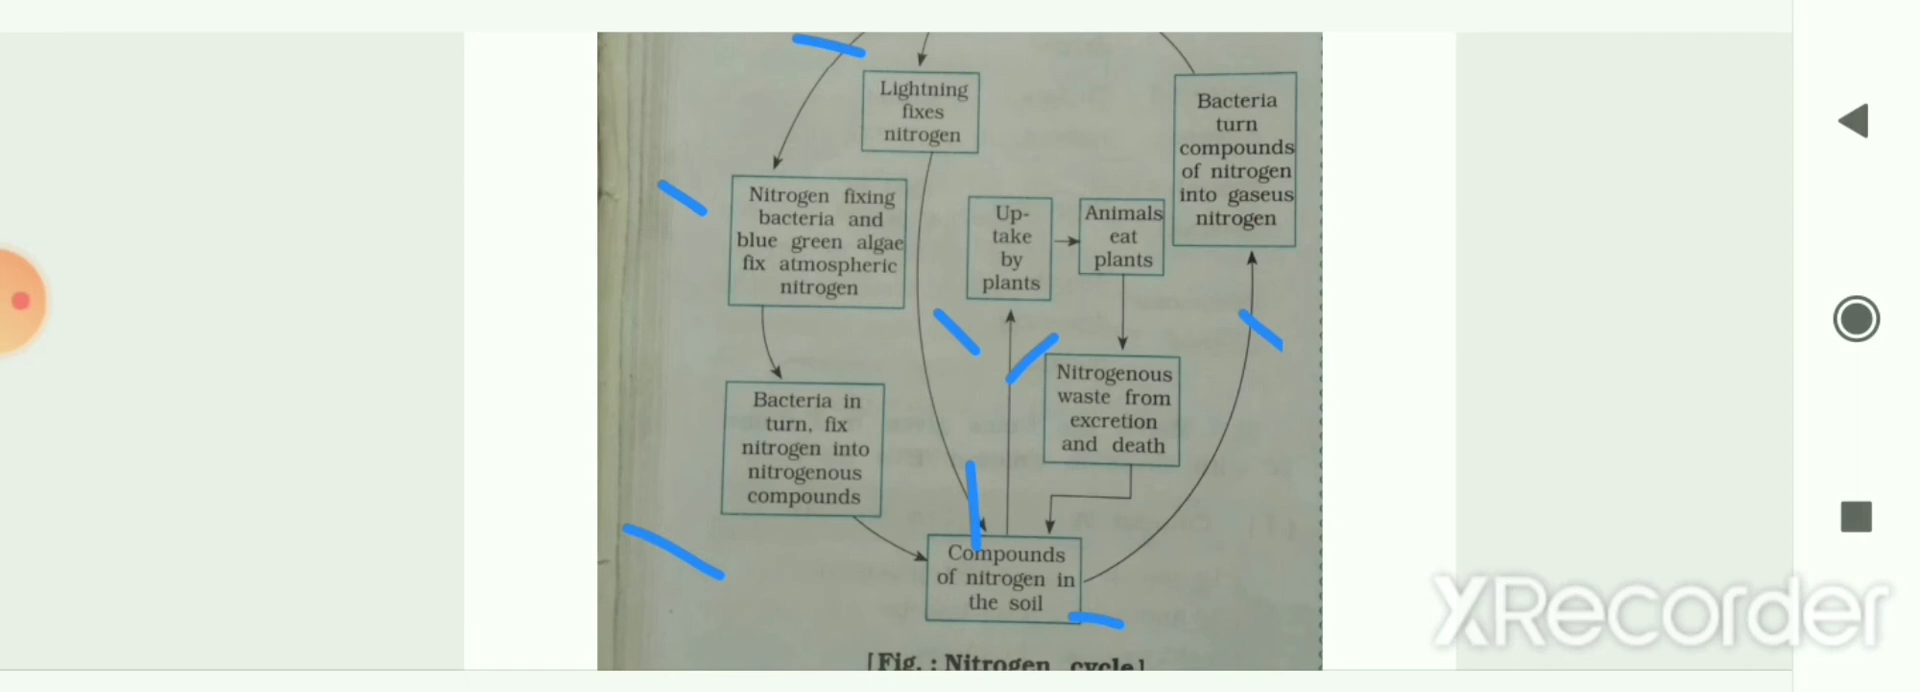 Lightning
fixes
nitrogen
Bacteria
turn
compounds
of nitrogen
into gaseus
nitrogen
Nitrogen fixing
bacteria and
blue green algae
fix atmospheric
nitrogen
Up-
take
by
plants
Animals
eat
plants
Bacteria in
turn, fix
nitrogen into
nitrogenous
compounds
Nitrogenous
waste from
excretion
and death
Compounds
of nitrogen in
the soil
[Fig. : Nitrogen cycle]
XRecorder